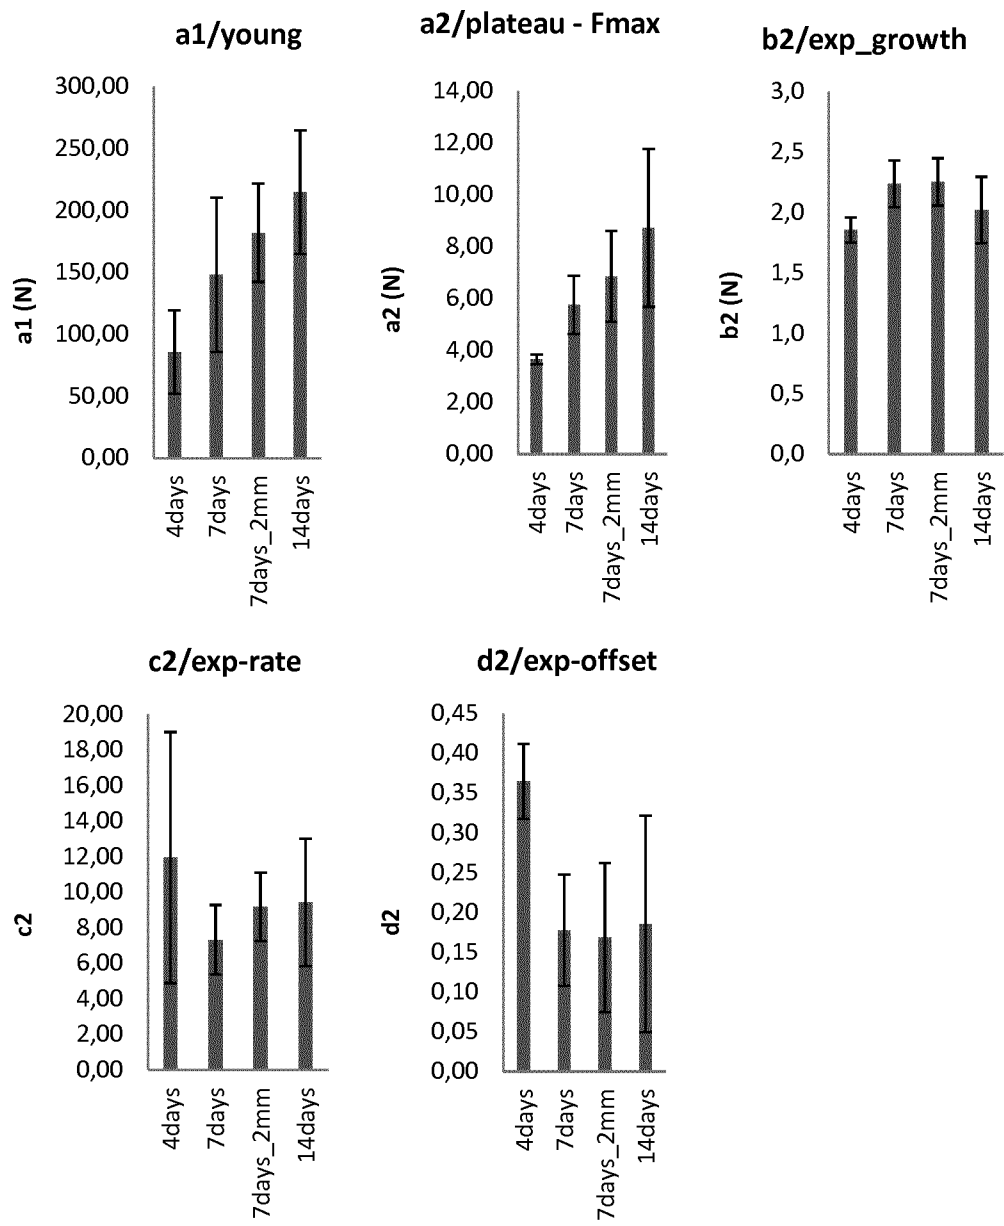 a1/young
300,00
250,00
200,00
150,00
100,00
50,00
0,00
a1 (N)
4days
7days
7days_2mm
14days
a2/plateau - Fmax
14,00
12,00
10,00
8,00
6,00
4,00
2,00
0,00
a2 (N)
4days
7days
7days_2mm
14days
b2/exp_growth
3,0
2,5
2,0
1,5
1,0
0,5
0,0
b2 (N)
4days
7days
7days_2mm
14days
c2/exp-rate
20,00
18,00
16,00
14,00
12,00
10,00
8,00
6,00
4,00
2,00
0,00
c2
4days
7days
7days_2mm
14days
d2/exp-offset
0,45
0,40
0,35
0,30
0,25
0,20
0,15
0,10
0,05
0,00
d2
4days
7days
7days_2mm
14days